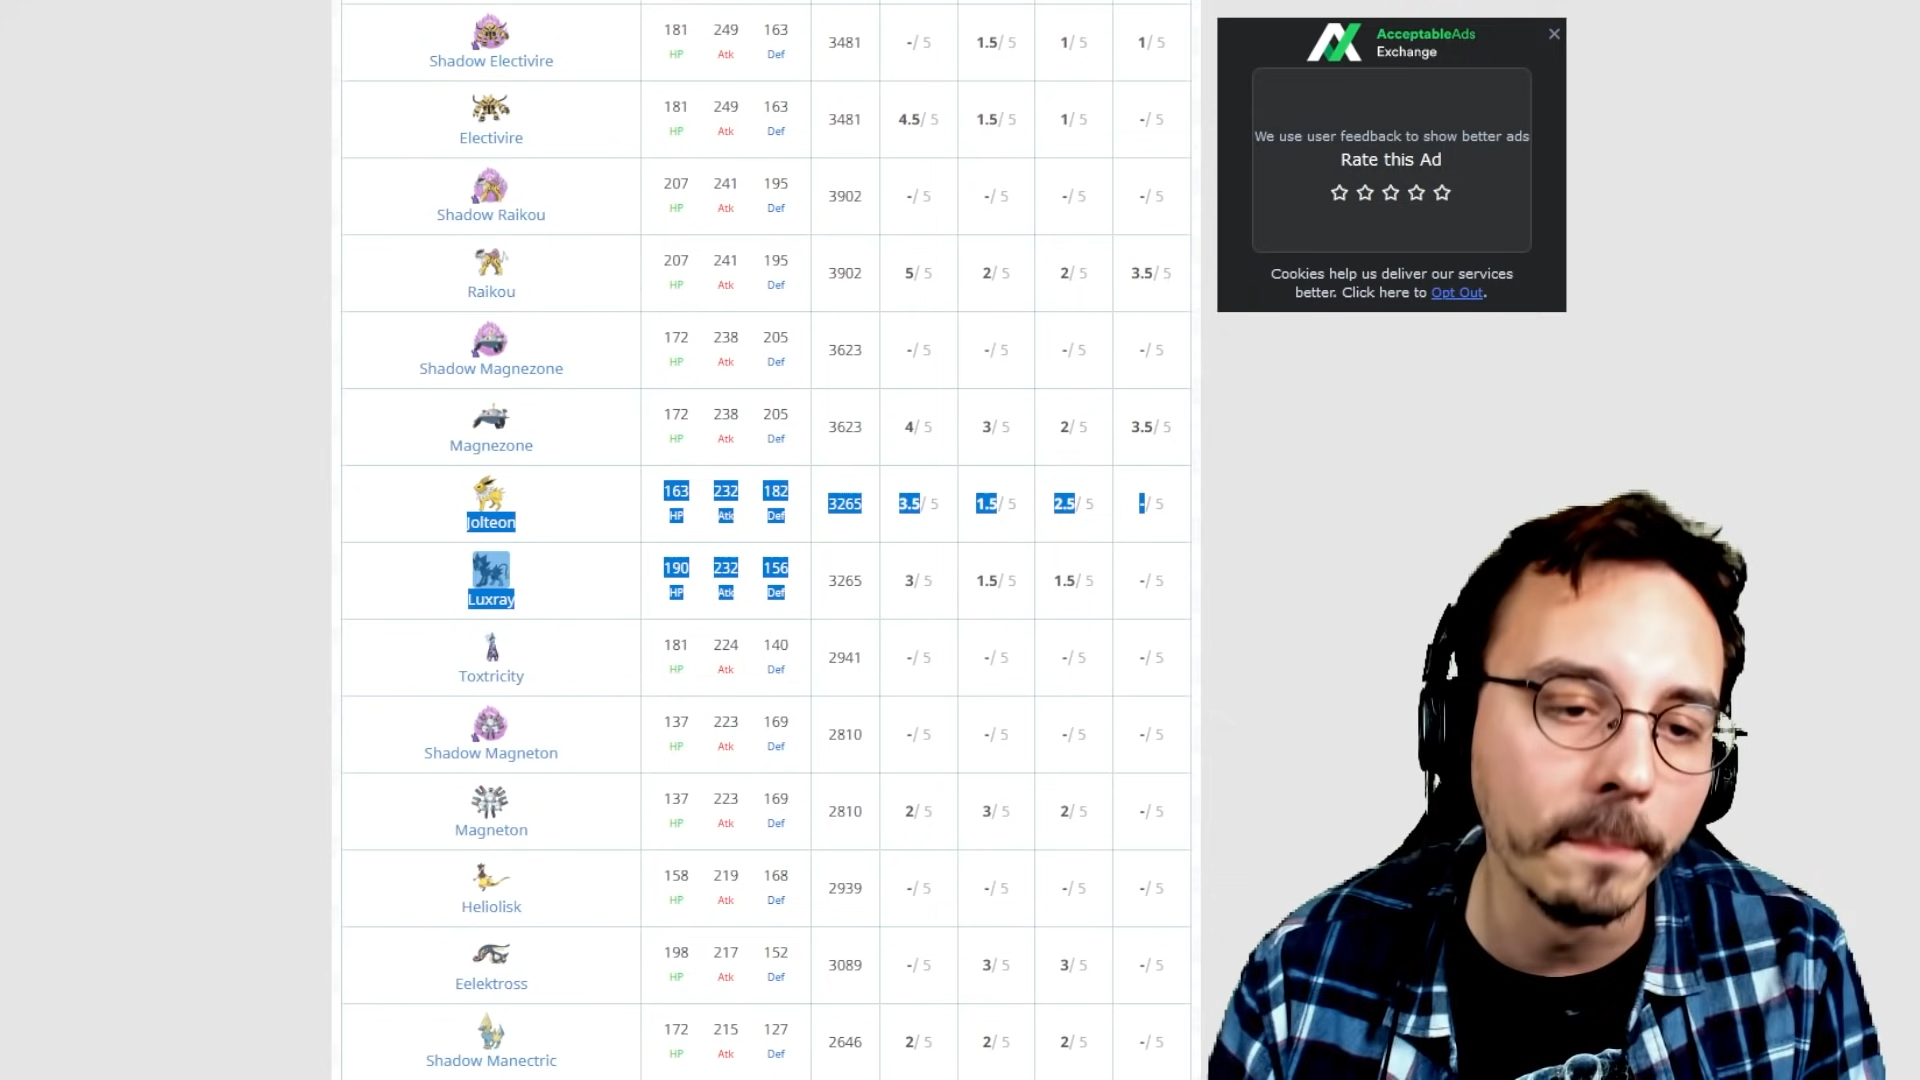 181 249 163
HP Atk Def
Shadow Electivire
3481 -/ 5 1.5/ 5 1/ 5 1/ 5
181 249 163
HP Atk Def
Electivire
3481 4.5/ 5 1.5/ 5 1/ 5 -/ 5
207 241 195
HP Atk Def
Shadow Raikou
3902 -/ 5 -/ 5 -/ 5 -/ 5
207 241 195
HP Atk Def
Raikou
3902 5/ 5 2/ 5 2/ 5 3.5/ 5
172 238 205
HP Atk Def
Shadow Magnezone
3623 -/ 5 -/ 5 -/ 5 -/ 5
172 238 205
HP Atk Def
Magnezone
3623 4/ 5 3/ 5 2/ 5 3.5/ 5
163 232 182
HP Atk Def
Jolteon
3265 3.5/ 5 1.5/ 5 2.5/ 5 -/ 5
190 232 156
HP Atk Def
Luxray
3265 3/ 5 1.5/ 5 1.5/ 5 -/ 5
181 224 140
HP Atk Def
Toxtricity
2941 -/ 5 -/ 5 -/ 5 -/ 5
137 223 169
HP Atk Def
Shadow Magneton
2810 -/ 5 -/ 5 -/ 5 -/ 5
137 223 169
HP Atk Def
Magneton
2810 2/ 5 3/ 5 2/ 5 -/ 5
158 219 168
HP Atk Def
Heliolisk
2939 -/ 5 -/ 5 -/ 5 -/ 5
198 217 152
HP Atk Def
Eelektross
3089 -/ 5 3/ 5 3/ 5 -/ 5
172 215 127
HP Atk Def
Shadow Manectric
2646 2/ 5 2/ 5 2/ 5 -/ 5
AcceptableAds
Exchange
We use user feedback to show better ads
Rate this Ad
Cookies help us deliver our services
better. Click here to Opt Out.